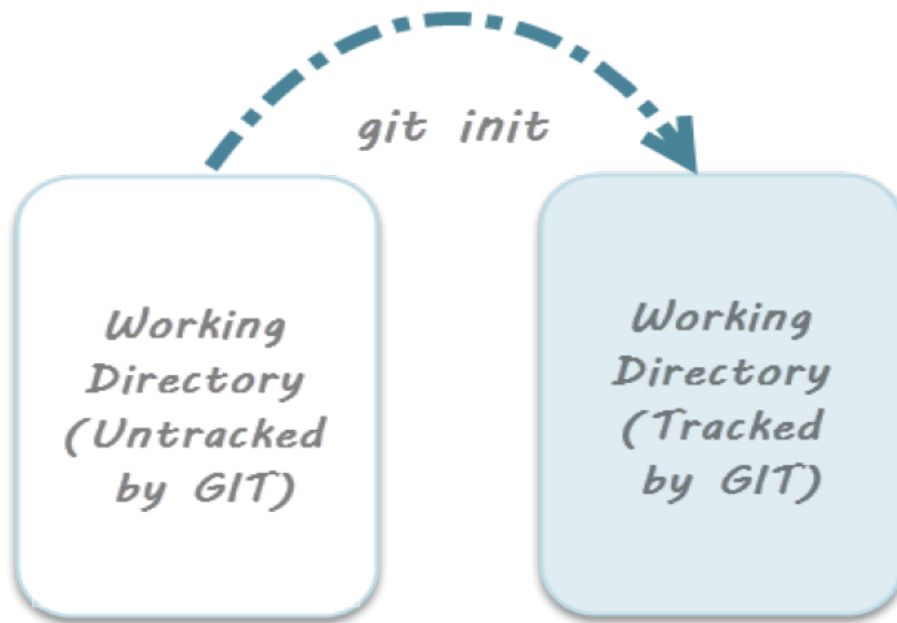 git init
Working
Directory
(Untracked
by GIT)
Working
Directory
(Tracked
by GIT)